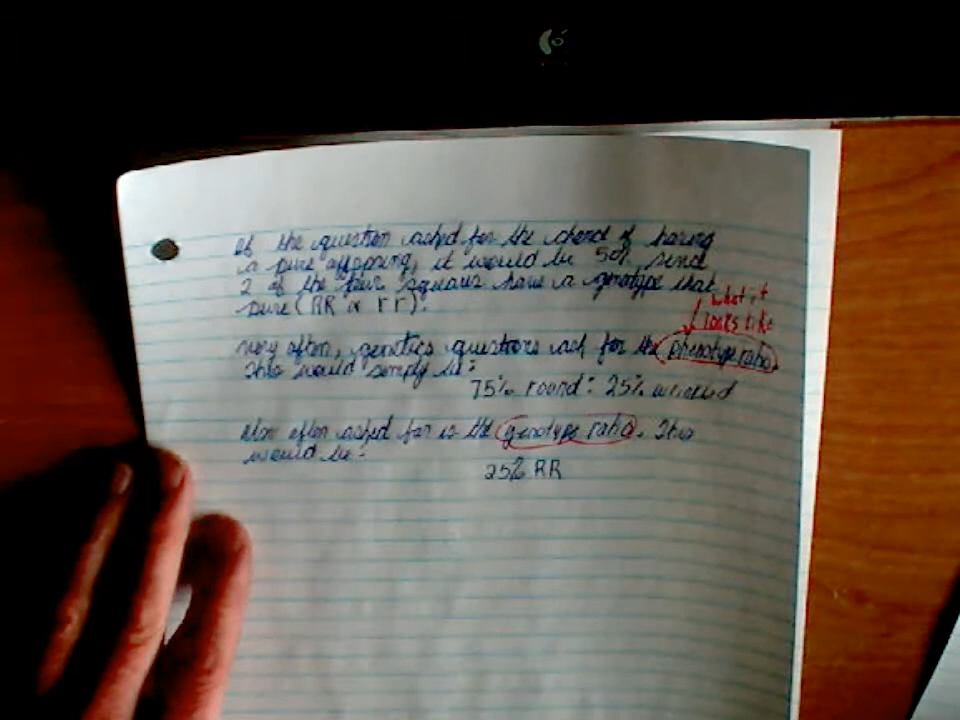 If the question asked for the chance of having
a pure offspring, it would be 50% since
2 of the four squares have a genotype that
pure (RR or rr).
what it
looks like
Very often, genetics questions ask for the phenotype ratio
This would simply be:
75% round : 25% wrinkled
Also often asked for is the genotype ratio. This
would be:
25% RR